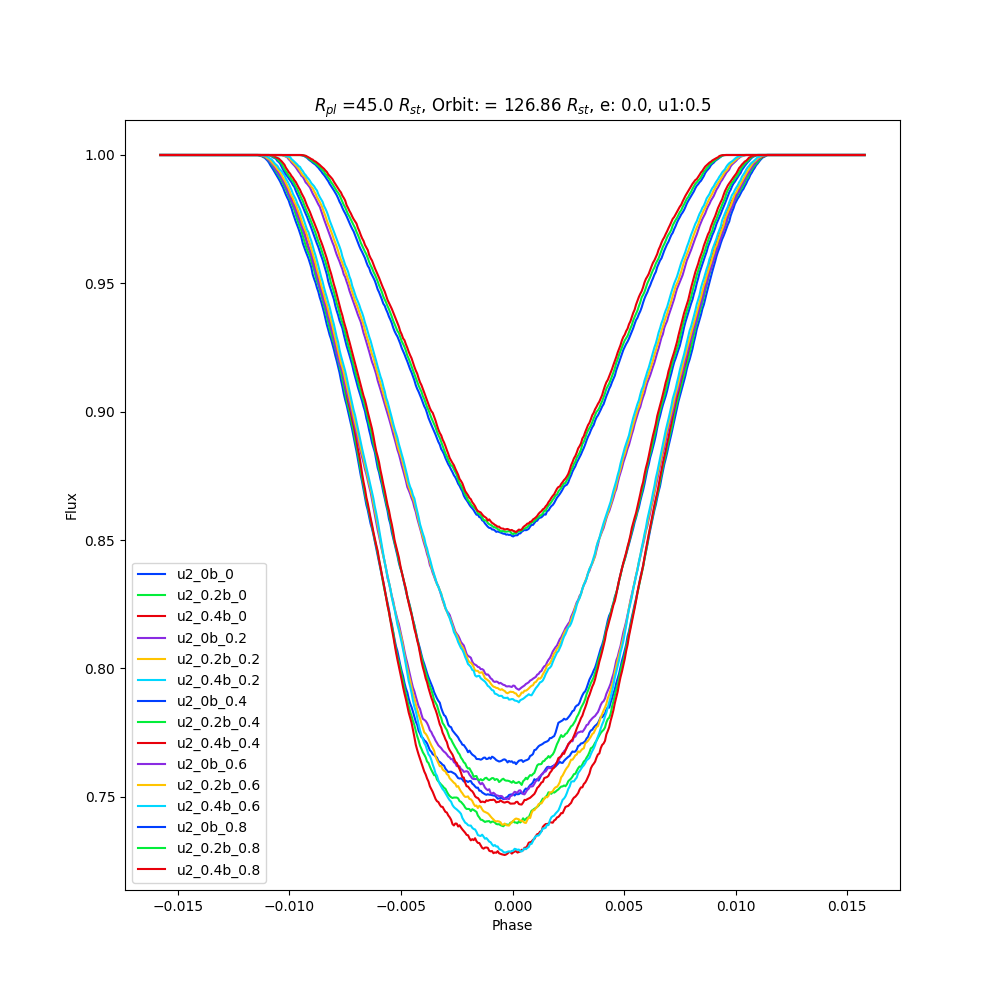 R_pl =45.0 R_st, Orbit: = 126.86 R_st, e: 0.0, u1:0.5
1.00
0.95
0.90
0.85
0.80
0.75
Flux
u2_0b_0
u2_0.2b_0
u2_0.4b_0
u2_0b_0.2
u2_0.2b_0.2
u2_0.4b_0.2
u2_0b_0.4
u2_0.2b_0.4
u2_0.4b_0.4
u2_0b_0.6
u2_0.2b_0.6
u2_0.4b_0.6
u2_0b_0.8
u2_0.2b_0.8
u2_0.4b_0.8
−0.015 −0.010 −0.005 0.000 0.005 0.010 0.015
Phase